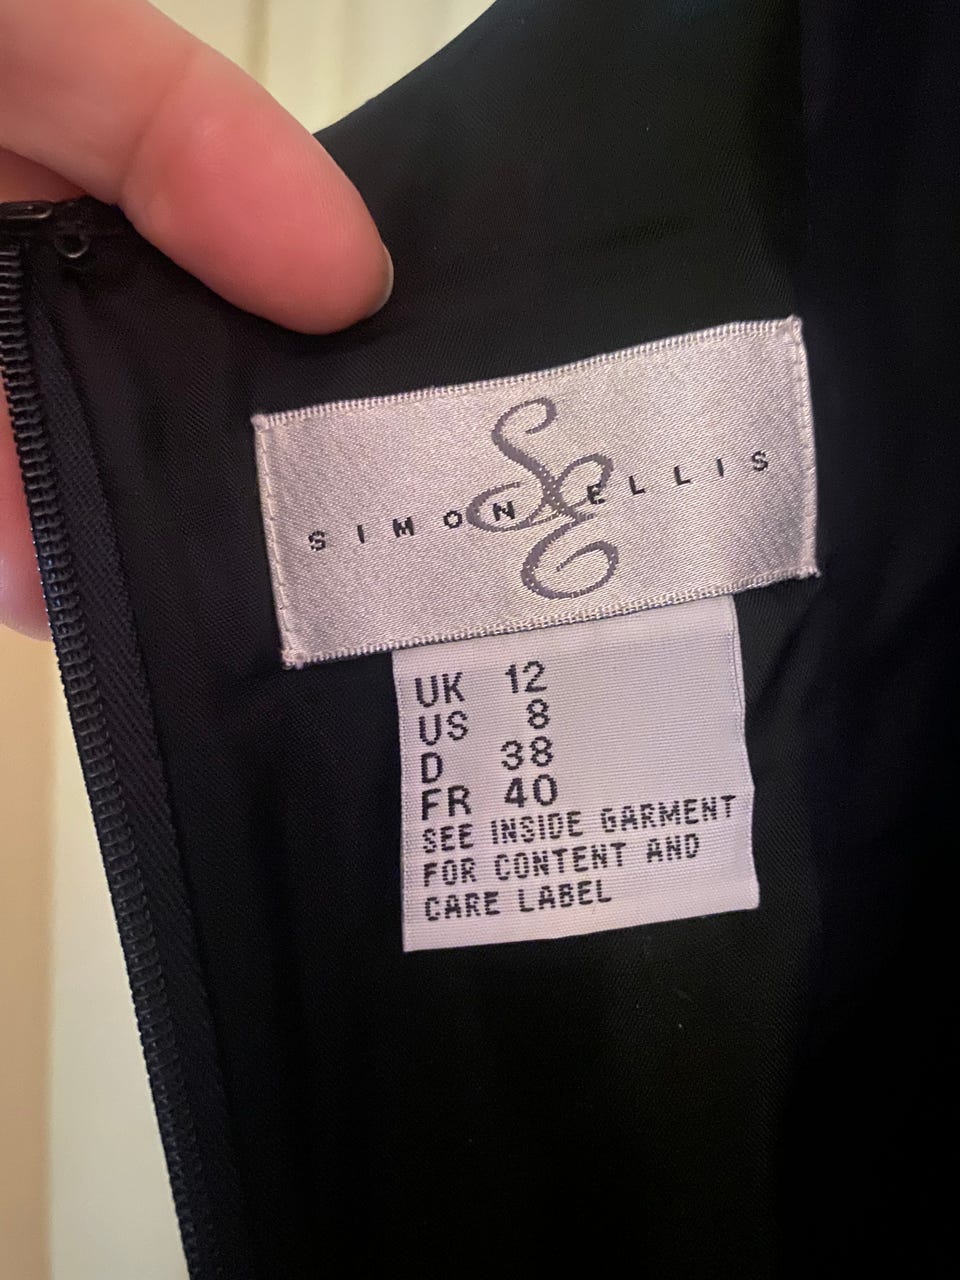 SE
SIMON ELLIS
UK 12
US 8
D 38
FR 40
SEE INSIDE GARMENT
FOR CONTENT AND
CARE LABEL